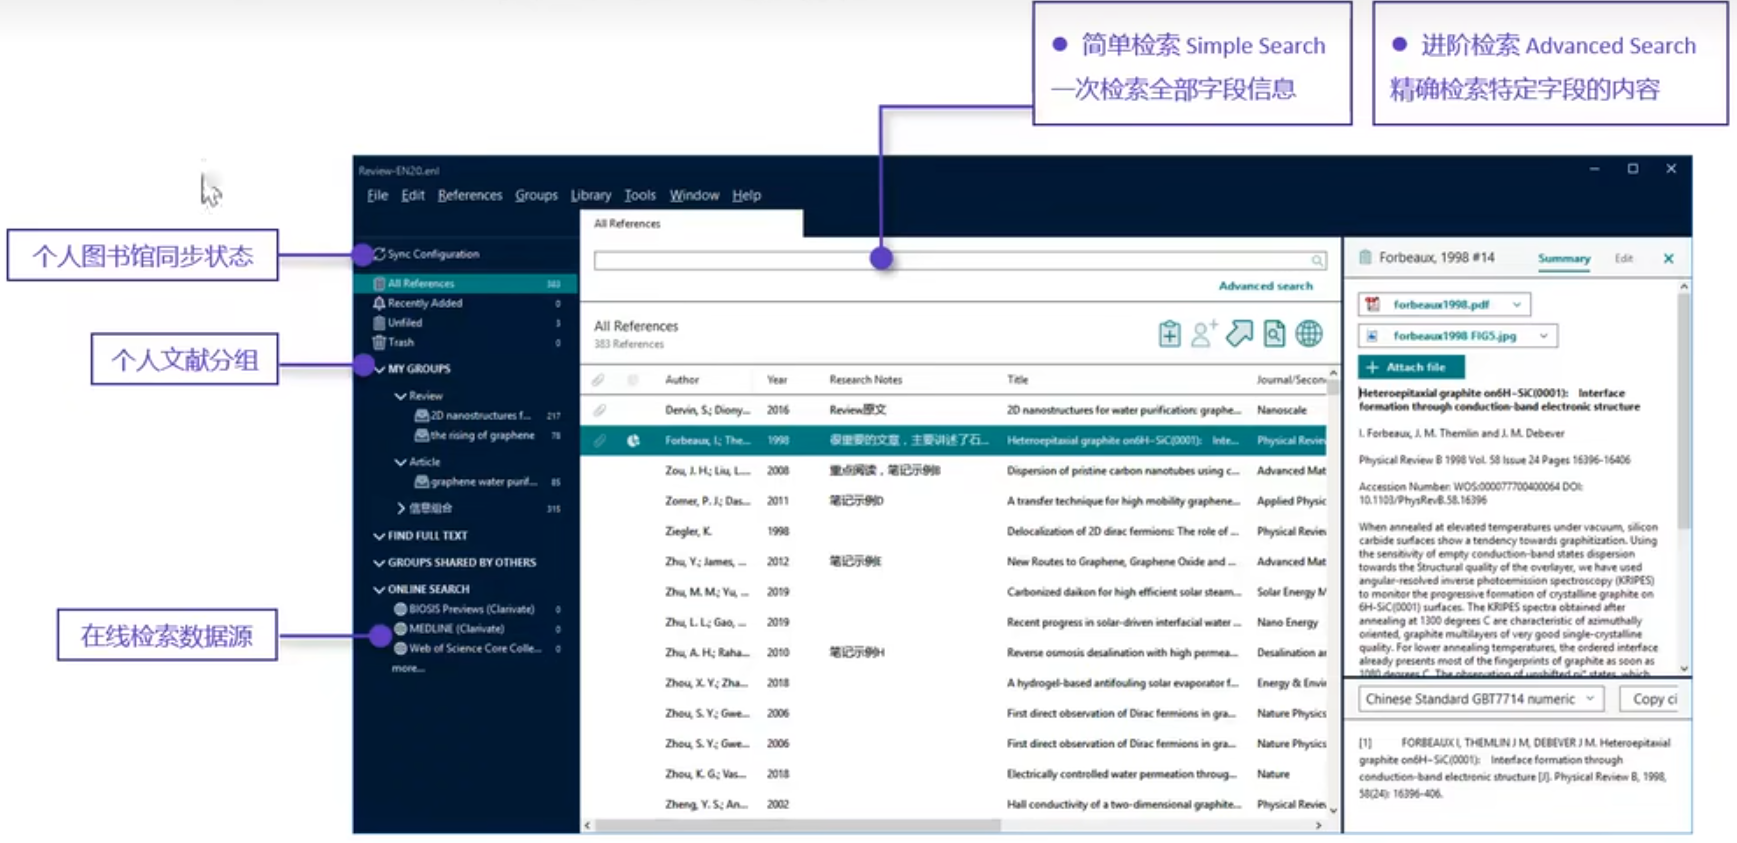 ● 简单检索 Simple Search
一次检索全部字段信息
● 进阶检索 Advanced Search
精确检索特定字段的内容
个人图书馆同步状态
个人文献分组
在线检索数据源
Review-EN20.enl
File Edit References Groups Library Tools Window Help
Sync Configuration
All References 383
Recently Added 0
Unfiled 3
Trash 0
MY GROUPS
Review
2D nanostructures f... 217
the rising of graphene 78
Article
graphene water purif... 85
信息组合 315
FIND FULL TEXT
GROUPS SHARED BY OTHERS
ONLINE SEARCH
BIOSIS Previews (Clarivate) 0
MEDLINE (Clarivate) 0
Web of Science Core Colle... 0
more...
All References
Advanced search
All References
383 References
Author Year Research Notes Title Journal/Secon
Dervin, S.; Diony... 2016 Review原文 2D nanostructures for water purification: graphe... Nanoscale
Forbeaux, I.; The... 1998 很重要的文章，主要讲述了石... Heteroepitaxial graphite on6H-SiC(0001): Inte... Physical Review
Zou, J. H.; Liu, L.... 2008 重点阅读，笔记示例B Dispersion of pristine carbon nanotubes using c... Advanced Mat
Zomer, P. J.; Das... 2011 笔记示例D A transfer technique for high mobility graphene... Applied Physic
Ziegler, K. 1998 Delocalization of 2D dirac fermions: The role of ... Physical Review
Zhu, Y.; James, ... 2012 笔记示例E New Routes to Graphene, Graphene Oxide and ... Advanced Mat
Zhu, M. M.; Yu, ... 2019 Carbonized daikon for high efficient solar steam... Solar Energy M
Zhu, L. L.; Gao, ... 2019 Recent progress in solar-driven interfacial water ... Nano Energy
Zhu, A. H.; Raha... 2010 笔记示例H Reverse osmosis desalination with high permea... Desalination an
Zhou, X. Y.; Zha... 2018 A hydrogel-based antifouling solar evaporator f... Energy & Envir
Zhou, S. Y.; Gwe... 2006 First direct observation of Dirac fermions in gra... Nature Physics
Zhou, S. Y.; Gwe... 2006 First direct observation of Dirac fermions in gra... Nature Physics
Zhou, K. G.; Vas... 2018 Electrically controlled water permeation throug... Nature
Zheng, Y. S.; An... 2002 Hall conductivity of a two-dimensional graphite... Physical Review
Forbeaux, 1998 #14 Summary Edit
forbeaux1998.pdf
forbeaux1998 FIG5.jpg
+ Attach file
Heteroepitaxial graphite on6H-SiC(0001): Interface
formation through conduction-band electronic structure
I. Forbeaux, J. M. Themlin and J. M. Debever
Physical Review B 1998 Vol. 58 Issue 24 Pages 16396-16406
Accession Number: WOS:000077700400064 DOI:
10.1103/PhysRevB.58.16396
When annealed at elevated temperatures under vacuum, silicon
carbide surfaces show a tendency towards graphitization. Using
the sensitivity of empty conduction-band states dispersion
towards the Structural quality of the overlayer, we have used
angular-resolved inverse photoemission spectroscopy (KRIPES)
to monitor the progressive formation of crystalline graphite on
6H-SiC(0001) surfaces. The KRIPES spectra obtained after
annealing at 1300 degrees C are characteristic of azimuthally
oriented, graphite multilayers of very good single-crystalline
quality. For lower annealing temperatures, the ordered interface
already presents most of the fingerprints of graphite as soon as
1080 degrees C. The observation of unshifted pi* states, which
Chinese Standard GBT7714 numeric Copy ci
[1] FORBEAUX I, THEMLIN J M, DEBEVER J M. Heteroepitaxial
graphite on6H-SiC(0001): Interface formation through
conduction-band electronic structure [J]. Physical Review B, 1998,
58(24): 16396-406.